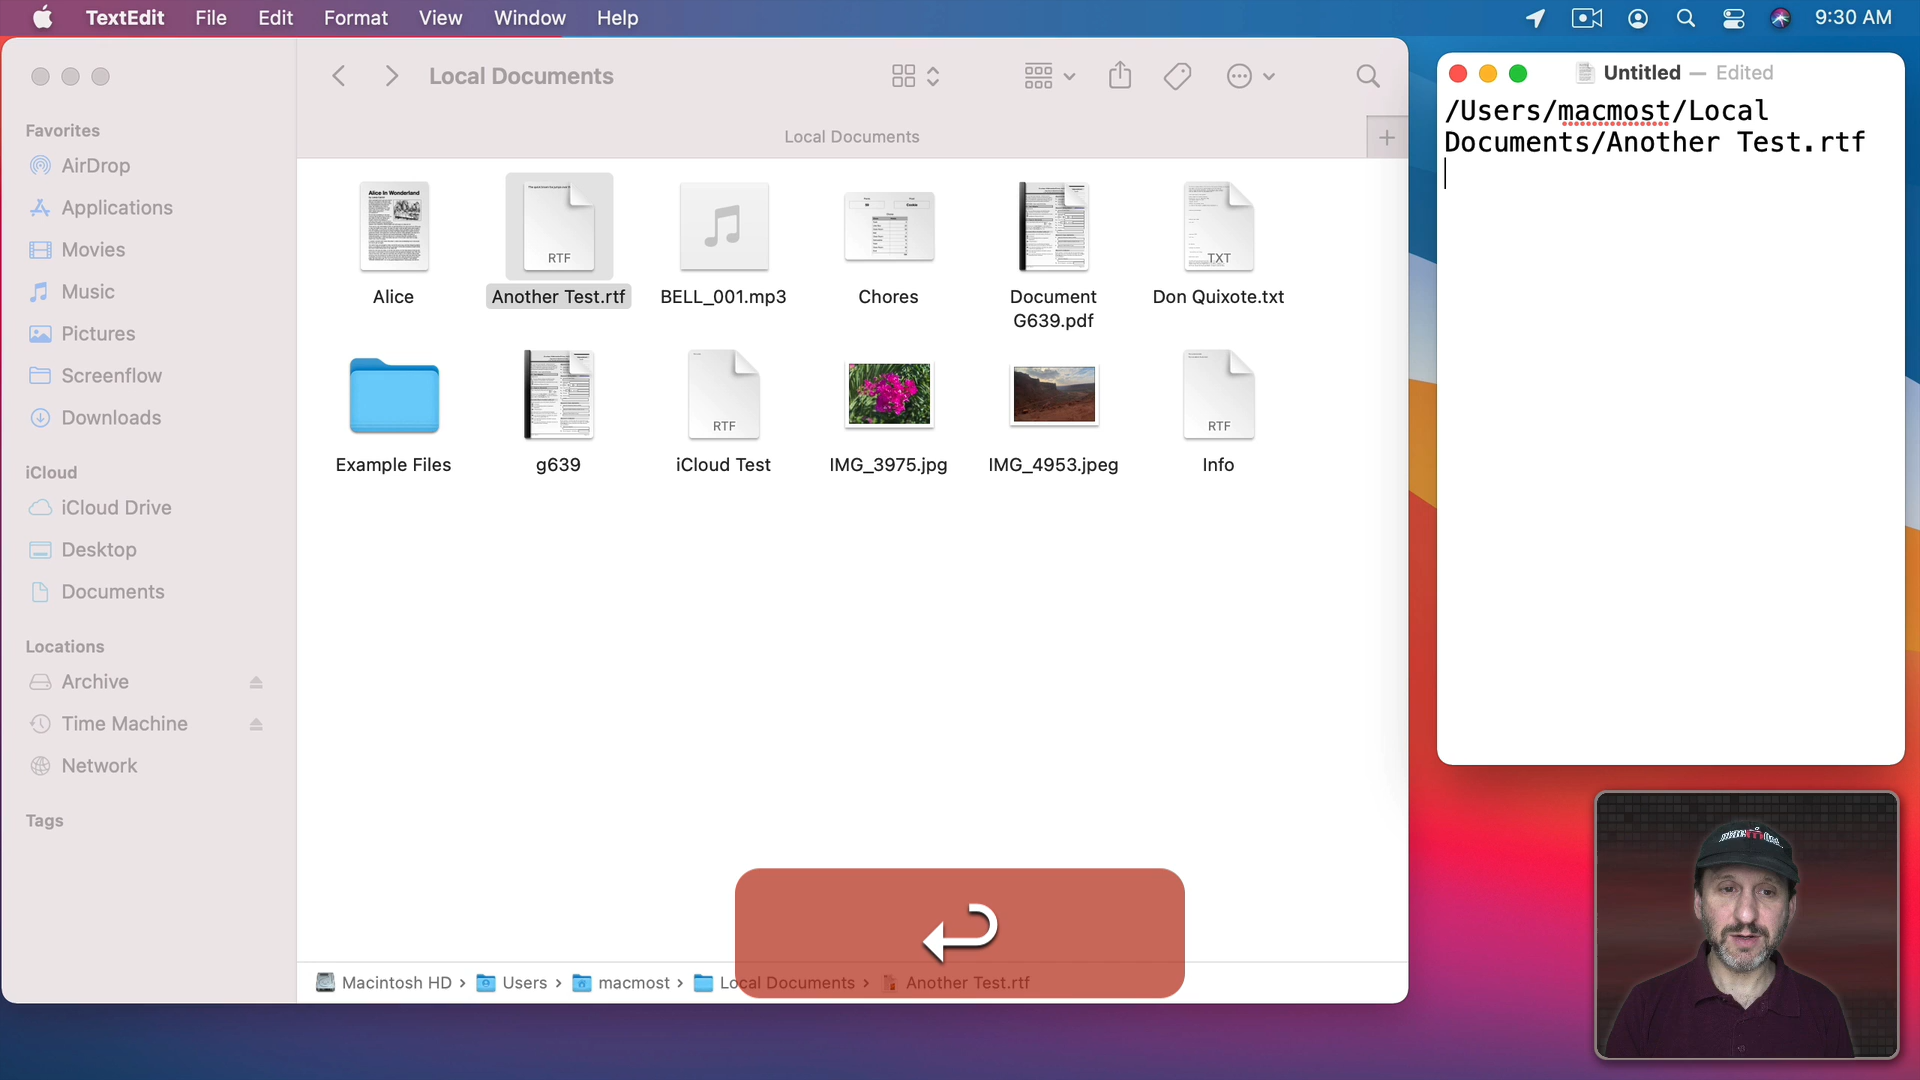 TextEdit File Edit Format View Window Help 9:30 AM
Local Documents
Local Documents
Favorites
AirDrop
Applications
Movies
Music
Pictures
Screenflow
Downloads
iCloud
iCloud Drive
Desktop
Documents
Locations
Archive
Time Machine
Network
Tags
Alice In Wonderland
RTF
TXT
Alice
Another Test.rtf
BELL_001.mp3
Chores
Document
G639.pdf
Don Quixote.txt
RTF
RTF
Example Files
g639
iCloud Test
IMG_3975.jpg
IMG_4953.jpeg
Info
Macintosh HD › Users › macmost › Local Documents › Another Test.rtf
Untitled — Edited
/Users/macmost/Local
Documents/Another Test.rtf